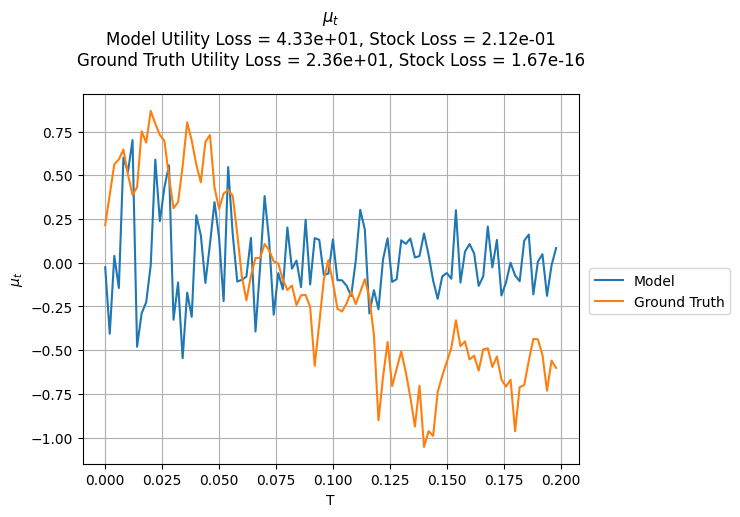 μt
Model Utility Loss = 4.33e+01, Stock Loss = 2.12e-01
Ground Truth Utility Loss = 2.36e+01, Stock Loss = 1.67e-16
0.75
0.50
0.25
0.00
−0.25
−0.50
−0.75
−1.00
μt
0.000 0.025 0.050 0.075 0.100 0.125 0.150 0.175 0.200
T
Model
Ground Truth